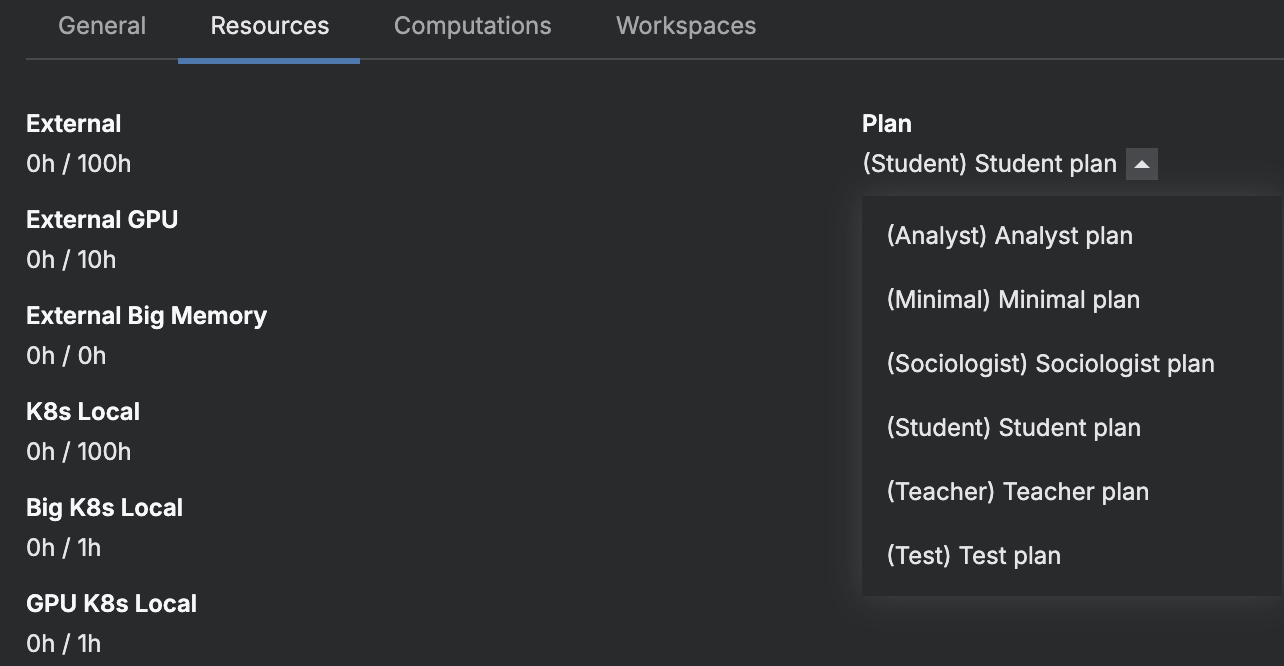 General Resources Computations Workspaces
External
0h / 100h
External GPU
0h / 10h
External Big Memory
0h / 0h
K8s Local
0h / 100h
Big K8s Local
0h / 1h
GPU K8s Local
0h / 1h
Plan
(Student) Student plan
(Analyst) Analyst plan
(Minimal) Minimal plan
(Sociologist) Sociologist plan
(Student) Student plan
(Teacher) Teacher plan
(Test) Test plan